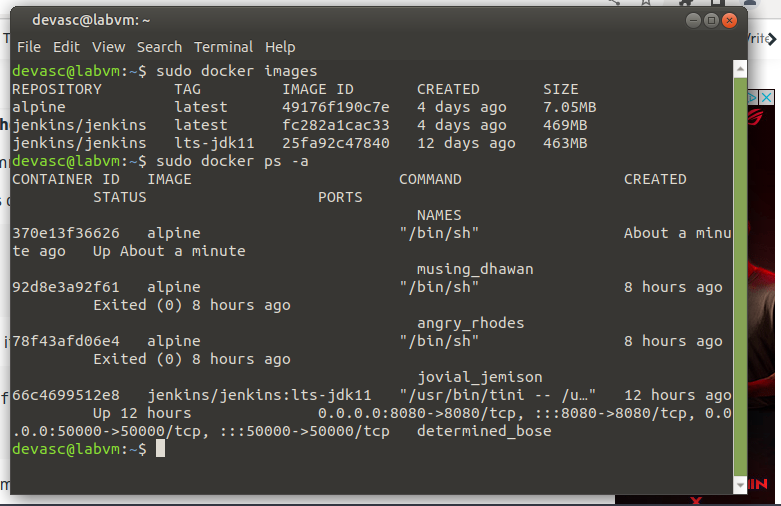 devasc@labvm: ~
File Edit View Search Terminal Help
devasc@labvm:~$ sudo docker images
REPOSITORY TAG IMAGE ID CREATED SIZE
alpine latest 49176f190c7e 4 days ago 7.05MB
jenkins/jenkins latest fc282a1cac33 4 days ago 469MB
jenkins/jenkins lts-jdk11 25fa92c47840 12 days ago 463MB
devasc@labvm:~$ sudo docker ps -a
CONTAINER ID IMAGE COMMAND CREATED
STATUS PORTS
NAMES
370e13f36626 alpine "/bin/sh" About a minu
te ago Up About a minute
musing_dhawan
92d8e3a92f61 alpine "/bin/sh" 8 hours ago
Exited (0) 8 hours ago
angry_rhodes
78f43afd06e4 alpine "/bin/sh" 8 hours ago
Exited (0) 8 hours ago
jovial_jemison
66c4699512e8 jenkins/jenkins:lts-jdk11 "/usr/bin/tini -- /u…" 12 hours ago
Up 12 hours 0.0.0.0:8080->8080/tcp, :::8080->8080/tcp, 0.0
.0.0:50000->50000/tcp, :::50000->50000/tcp determined_bose
devasc@labvm:~$